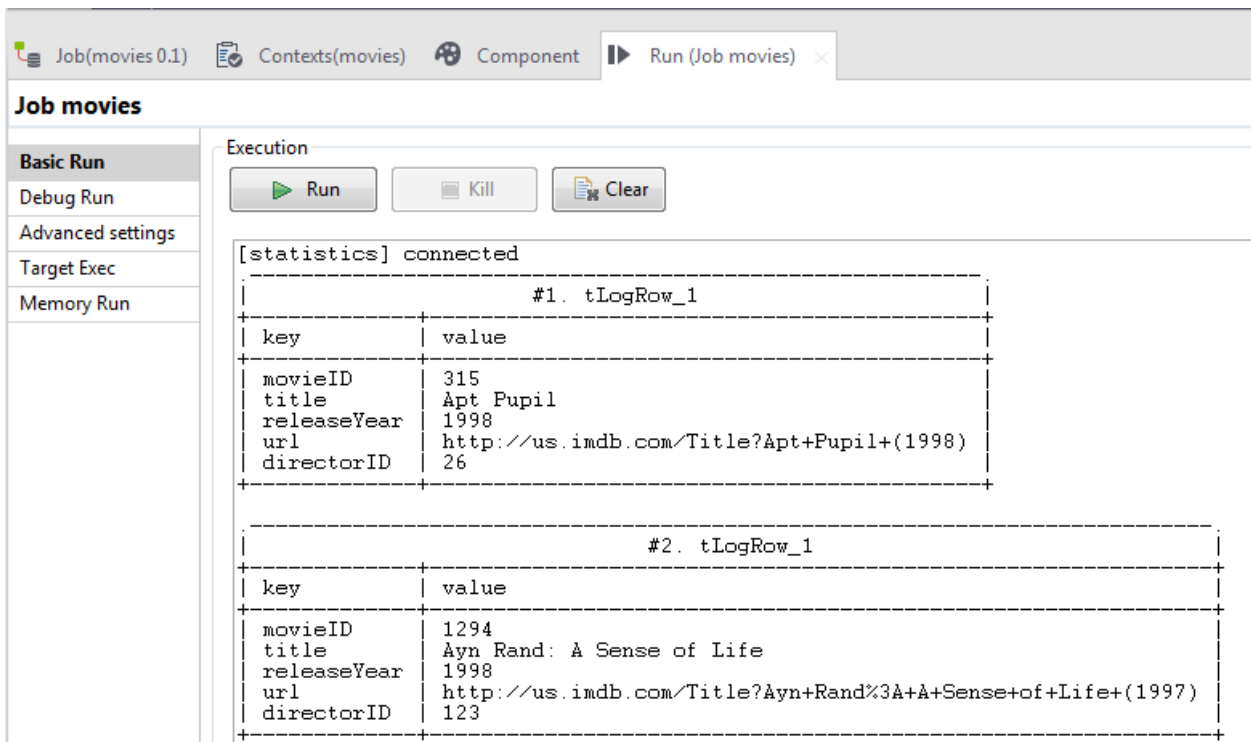 Job(movies 0.1) Contexts(movies) Component Run (Job movies)
Job movies
Basic Run
Debug Run
Advanced settings
Target Exec
Memory Run
Execution
Run Kill Clear
[statistics] connected
#1. tLogRow_1
key | value
movieID | 315
title | Apt Pupil
releaseYear | 1998
url | http://us.imdb.com/Title?Apt+Pupil+(1998)
directorID | 26
#2. tLogRow_1
key | value
movieID | 1294
title | Ayn Rand: A Sense of Life
releaseYear | 1998
url | http://us.imdb.com/Title?Ayn+Rand%3A+A+Sense+of+Life+(1997)
directorID | 123